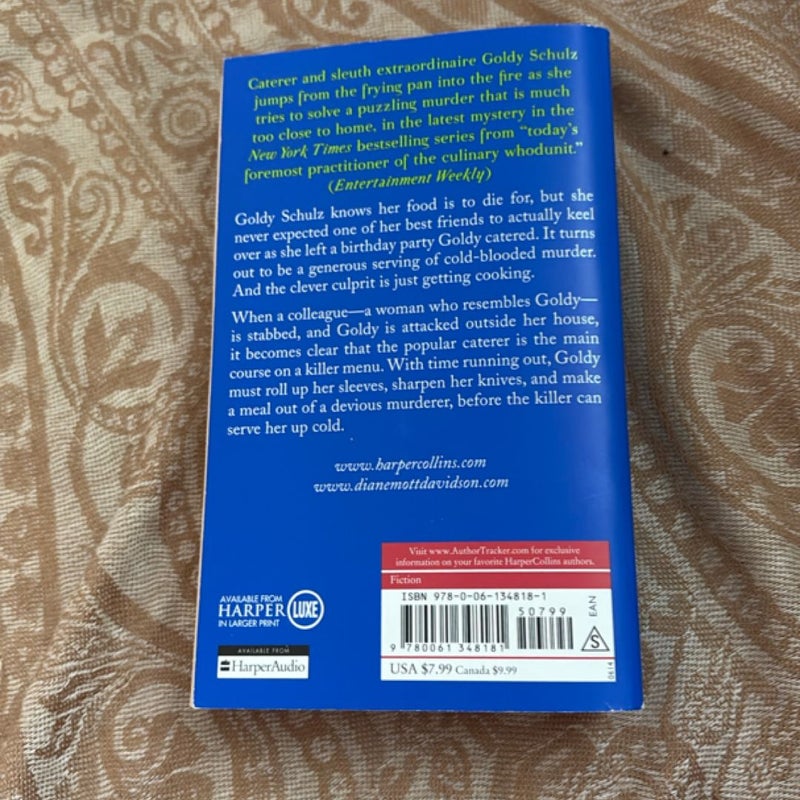 Caterer and sleuth extraordinaire Goldy Schulz
jumps from the frying pan into the fire as she
tries to solve a puzzling murder that is much
too close to home, in the latest mystery in the
New York Times bestselling series from “today’s
foremost practitioner of the culinary whodunit.”
(Entertainment Weekly)
Goldy Schulz knows her food is to die for, but she
never expected one of her best friends to actually keel
over as she left a birthday party Goldy catered. It turns
out to be a generous serving of cold-blooded murder.
And the clever culprit is just getting cooking.
When a colleague—a woman who resembles Goldy—
is stabbed, and Goldy is attacked outside her house,
it becomes clear that the popular caterer is the main
course on a killer menu. With time running out, Goldy
must roll up her sleeves, sharpen her knives, and make
a meal out of a devious murderer, before the killer can
serve her up cold.
www.harpercollins.com
www.dianemottdavidson.com
Visit www.AuthorTracker.com for exclusive
information on your favorite HarperCollins authors.
Fiction
ISBN 978-0-06-134818-1
50799
EAN
S
9 780061 348181
USA $7.99 Canada $9.99
0614
AVAILABLE FROM
HARPER LUXE
IN LARGER PRINT
AVAILABLE FROM
HarperAudio